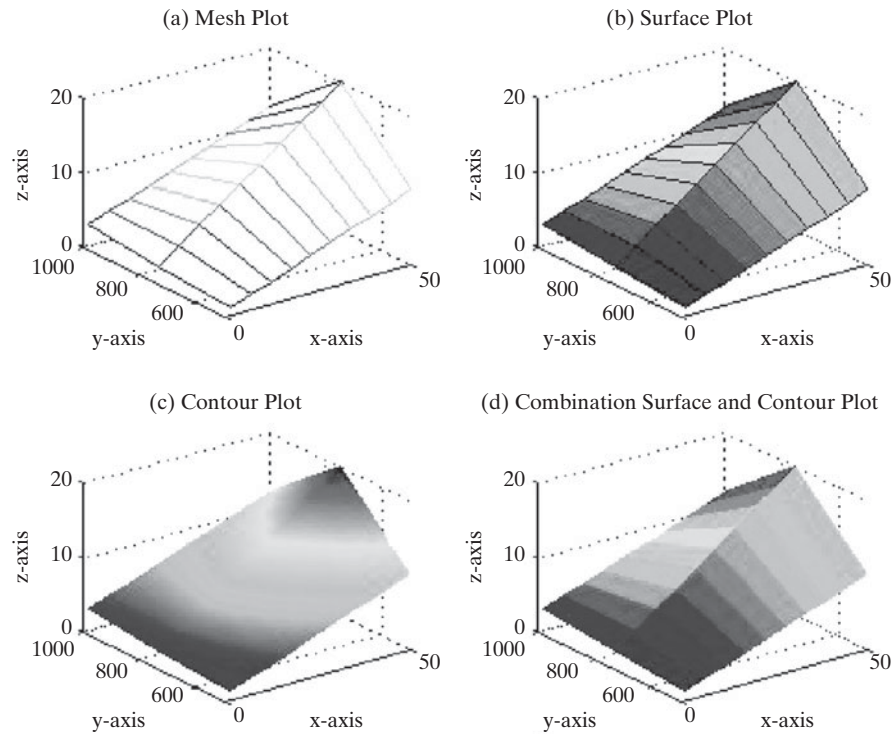 (a) Mesh Plot
20
10
0
z-axis
1000
800
600
y-axis
0
x-axis
50
(b) Surface Plot
20
10
0
z-axis
1000
800
600
y-axis
0
x-axis
50
(c) Contour Plot
20
10
0
z-axis
1000
800
600
y-axis
0
x-axis
50
(d) Combination Surface and Contour Plot
20
10
0
z-axis
1000
800
600
y-axis
0
x-axis
50